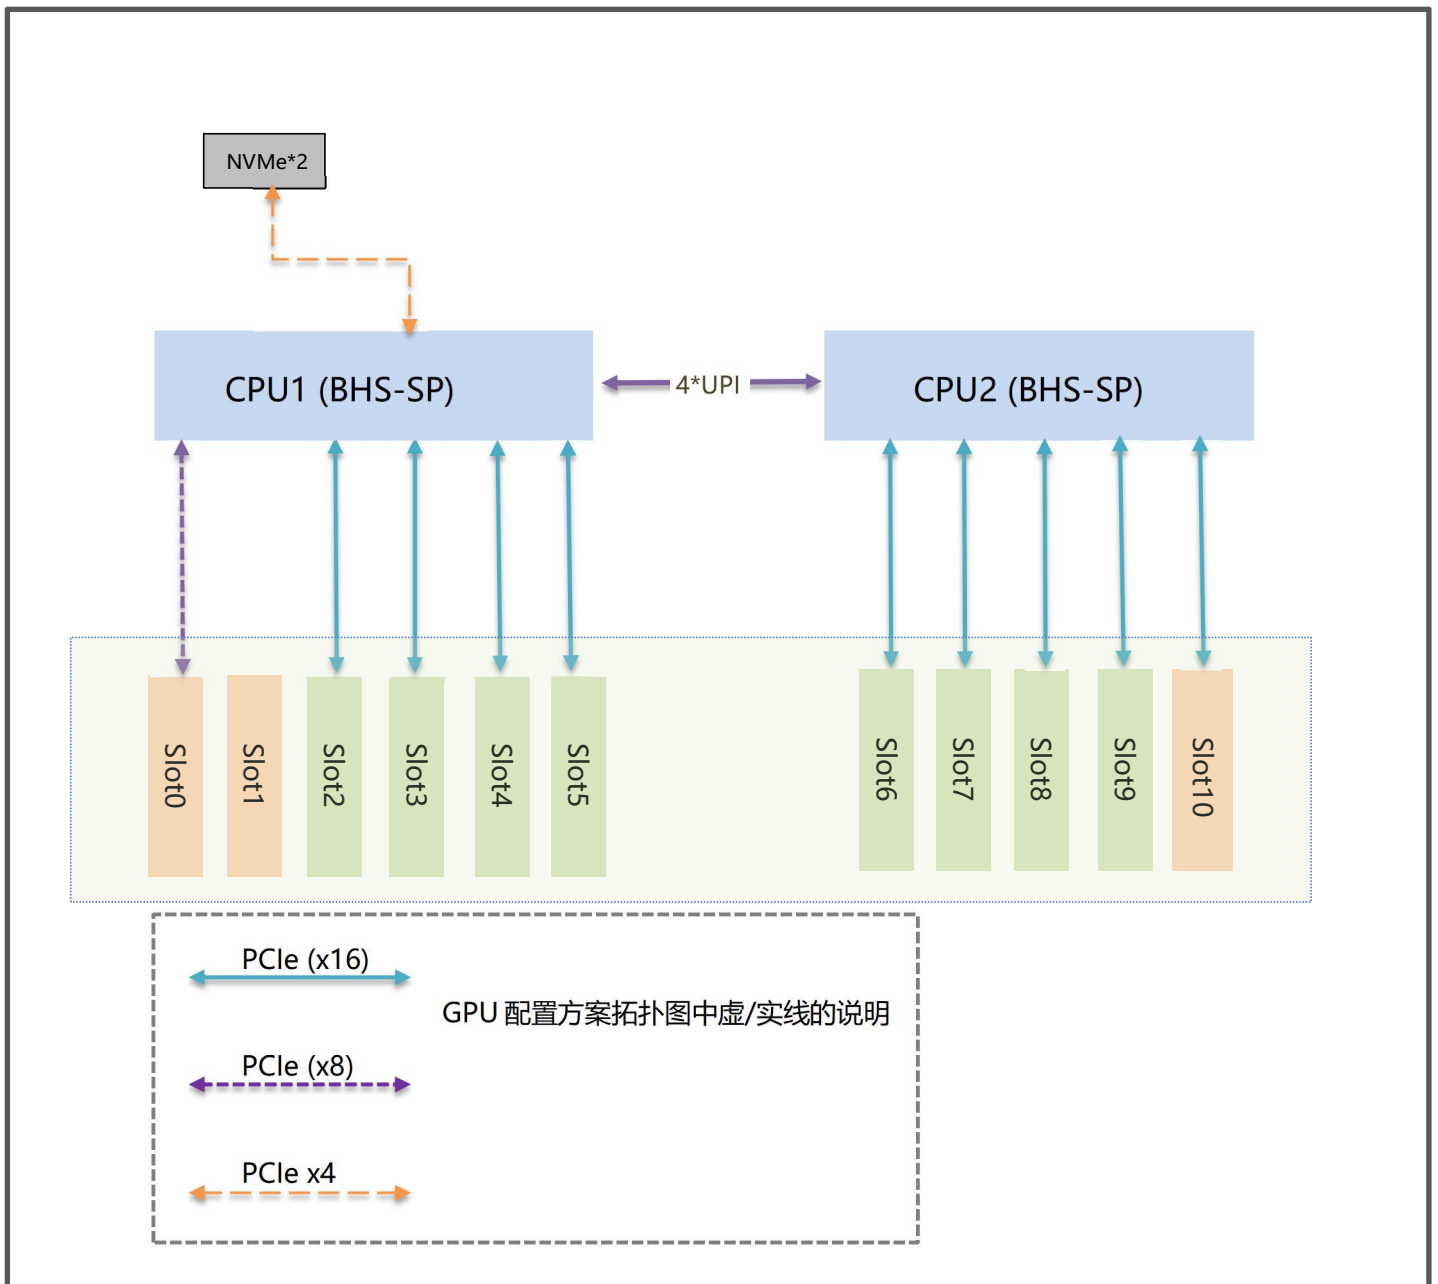 NVMe*2
CPU1 (BHS-SP)
4*UPI
CPU2 (BHS-SP)
Slot0
Slot1
Slot2
Slot3
Slot4
Slot5
Slot6
Slot7
Slot8
Slot9
Slot10
PCIe (x16)
GPU 配置方案拓扑图中虚/实线的说明
PCIe (x8)
PCIe x4